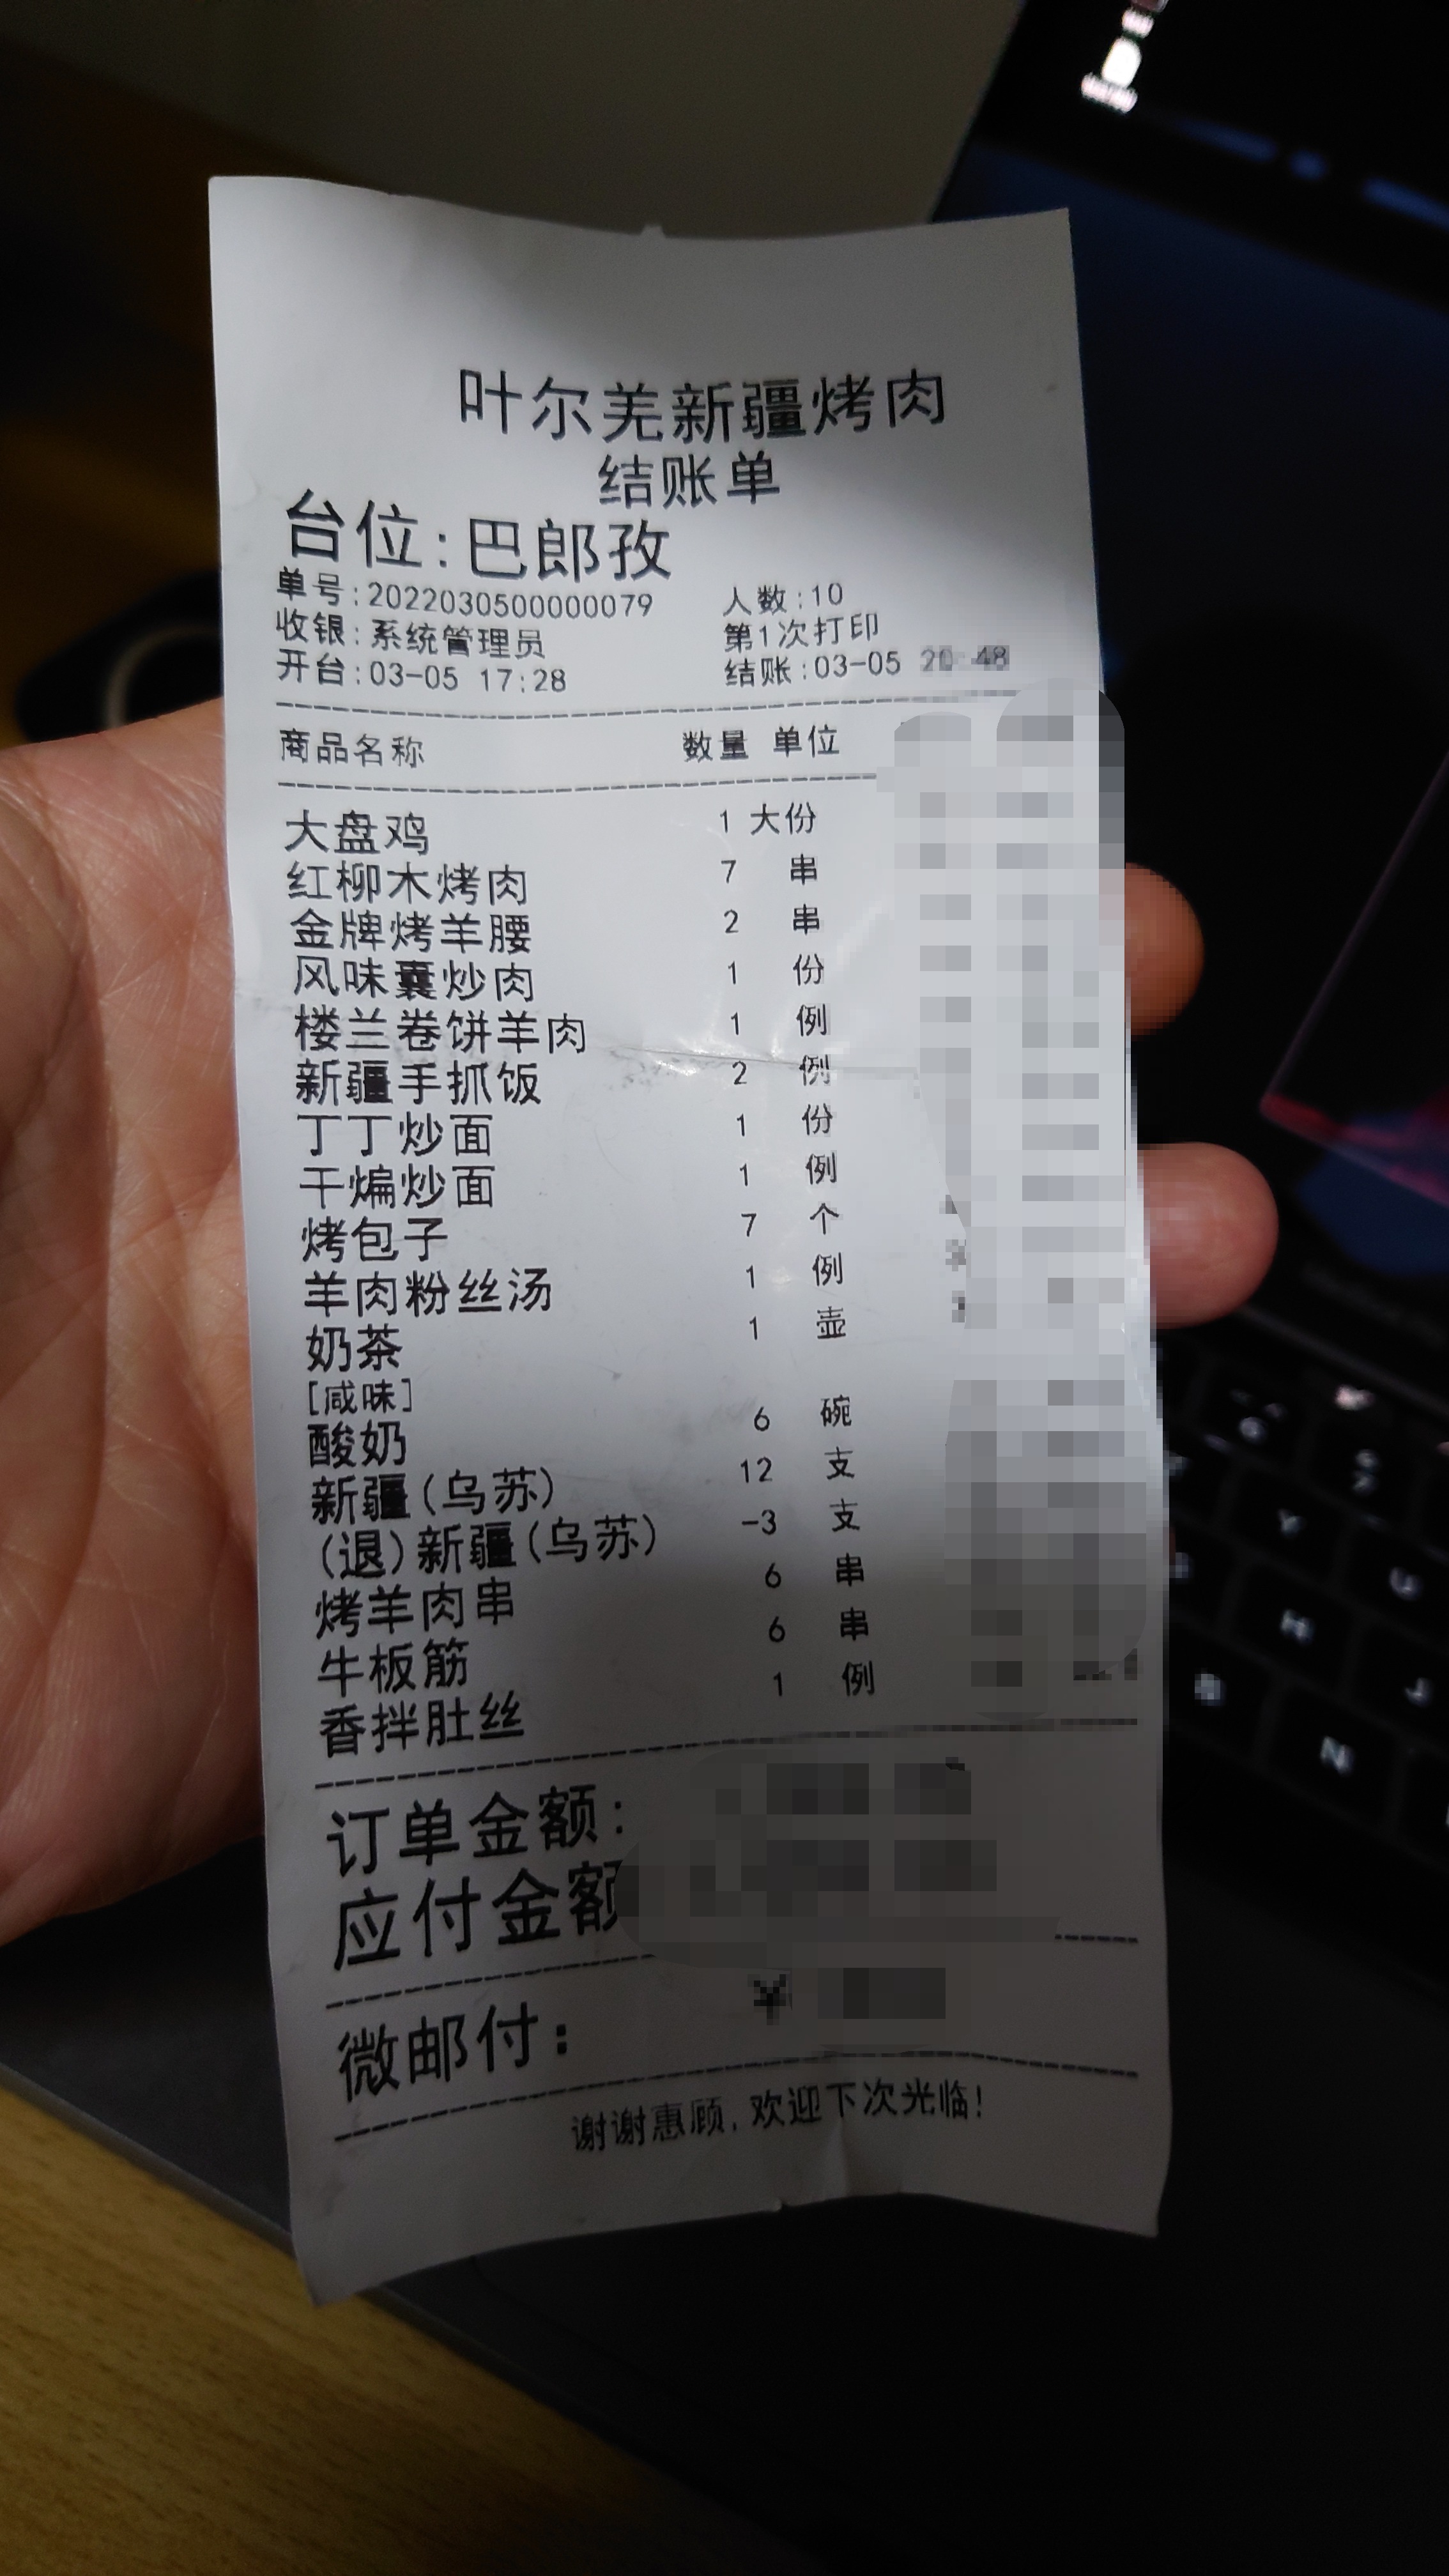 叶尔羌新疆烤肉
结账单
台位:巴郎孜
单号:2022030500000079 人数:10
收银:系统管理员 第1次打印
开台:03-05 17:28 结账:03-05 20:48
商品名称 数量 单位
大盘鸡 1 大份
红柳木烤肉 7 串
金牌烤羊腰 2 串
风味囊炒肉 1 份
楼兰卷饼羊肉 1 例
新疆手抓饭 2 例
丁丁炒面 1 份
干煸炒面 1 例
烤包子 7 个
羊肉粉丝汤 1 例
奶茶 1 壶
[咸味]
酸奶 6 碗
新疆(乌苏) 12 支
(退)新疆(乌苏) -3 支
烤羊肉串 6 串
牛板筋 6 串
香拌肚丝 1 例
订单金额:
应付金额
微邮付: ¥
谢谢惠顾,欢迎下次光临!
Y
U
H
J
B
N